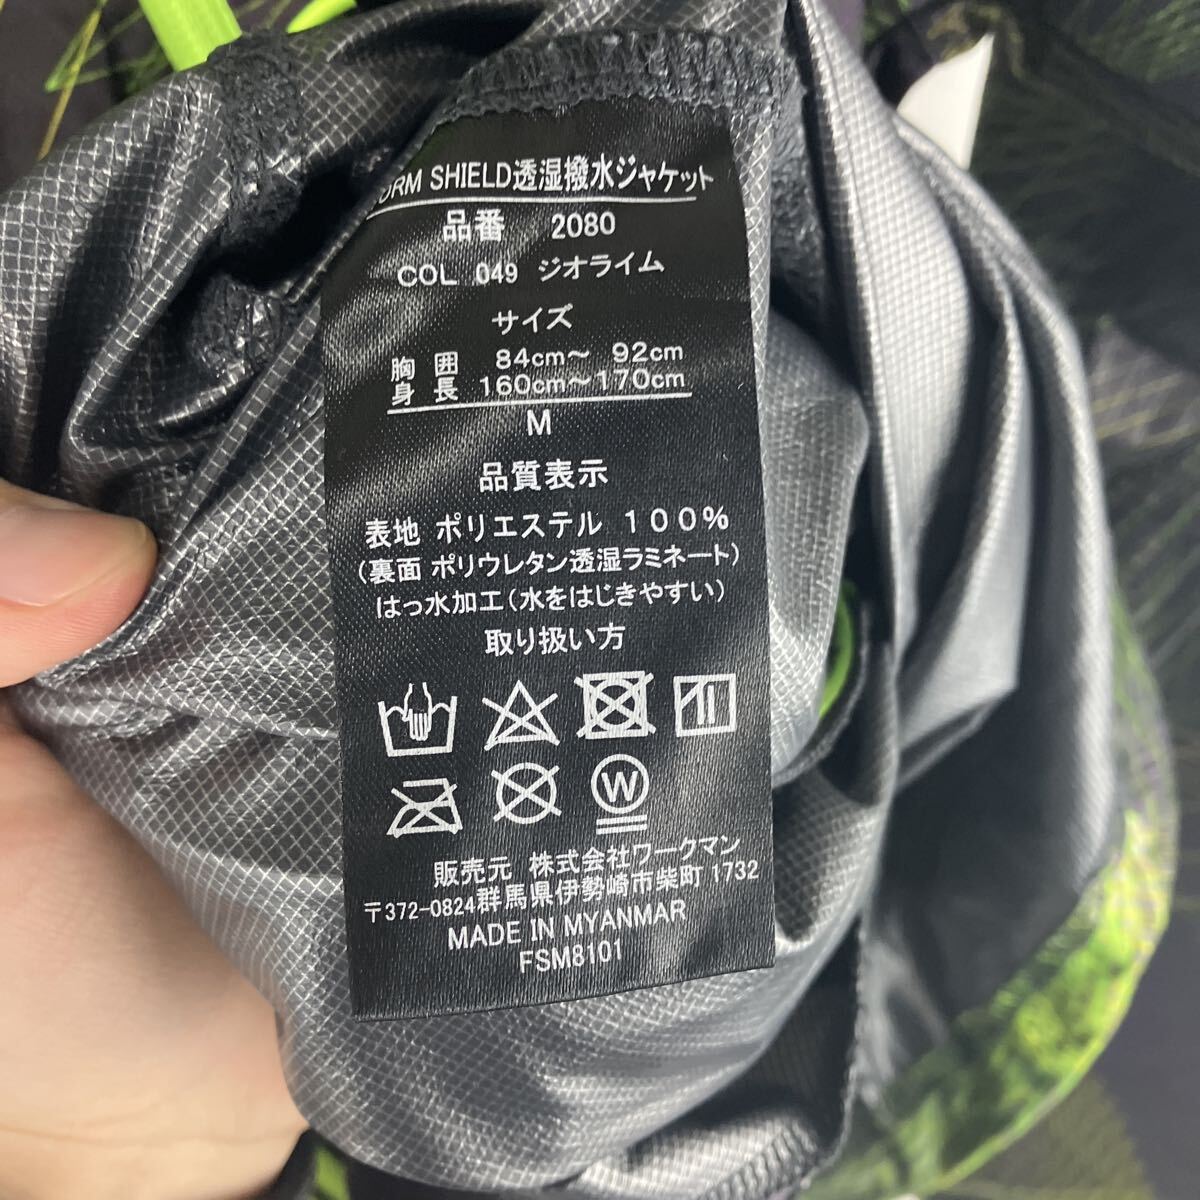 ORM SHIELD透湿撥水ジャケット
品番 2080
COL 049 ジオライム
サイズ
胸囲 84cm～ 92cm
身長 160cm～170cm
M
品質表示
表地 ポリエステル 100%
(裏面 ポリウレタン透湿ラミネート)
はっ水加工(水をはじきやすい)
取り扱い方
W
販売元 株式会社ワークマン
〒372-0824群馬県伊勢崎市柴町 1732
MADE IN MYANMAR
FSM8101